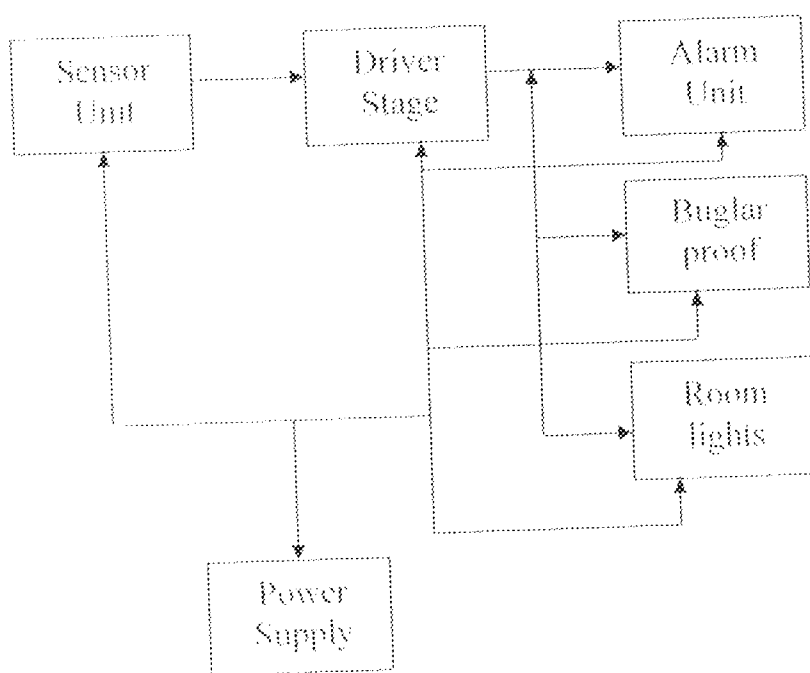 Sensor
Unit
Driver
Stage
Alarm
Unit
Buglar
proof
Room
lights
Power
Supply